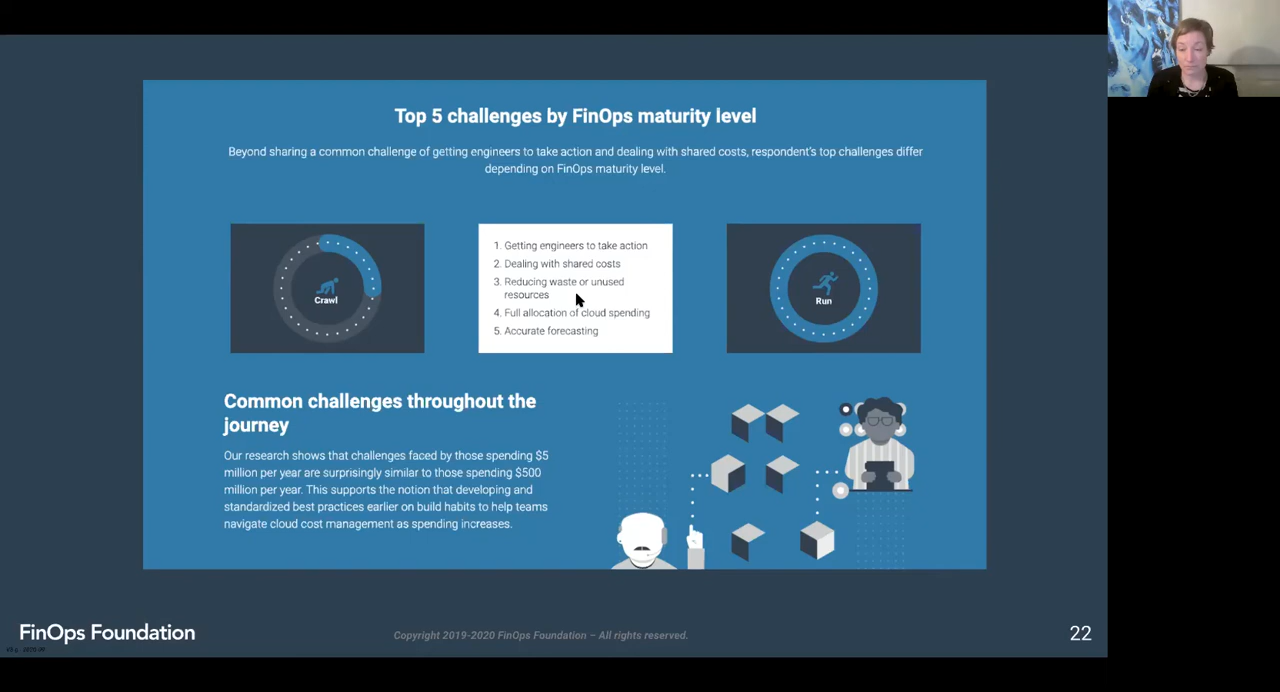 Top 5 challenges by FinOps maturity level
Beyond sharing a common challenge of getting engineers to take action and dealing with shared costs, respondent's top challenges differ
depending on FinOps maturity level.
Crawl
1. Getting engineers to take action
2. Dealing with shared costs
3. Reducing waste or unused
resources
4. Full allocation of cloud spending
5. Accurate forecasting
Run
Common challenges throughout the
journey
Our research shows that challenges faced by those spending $5
million per year are surprisingly similar to those spending $500
million per year. This supports the notion that developing and
standardized best practices earlier on build habits to help teams
navigate cloud cost management as spending increases.
FinOps Foundation
Copyright 2019-2020 FinOps Foundation – All rights reserved.
22